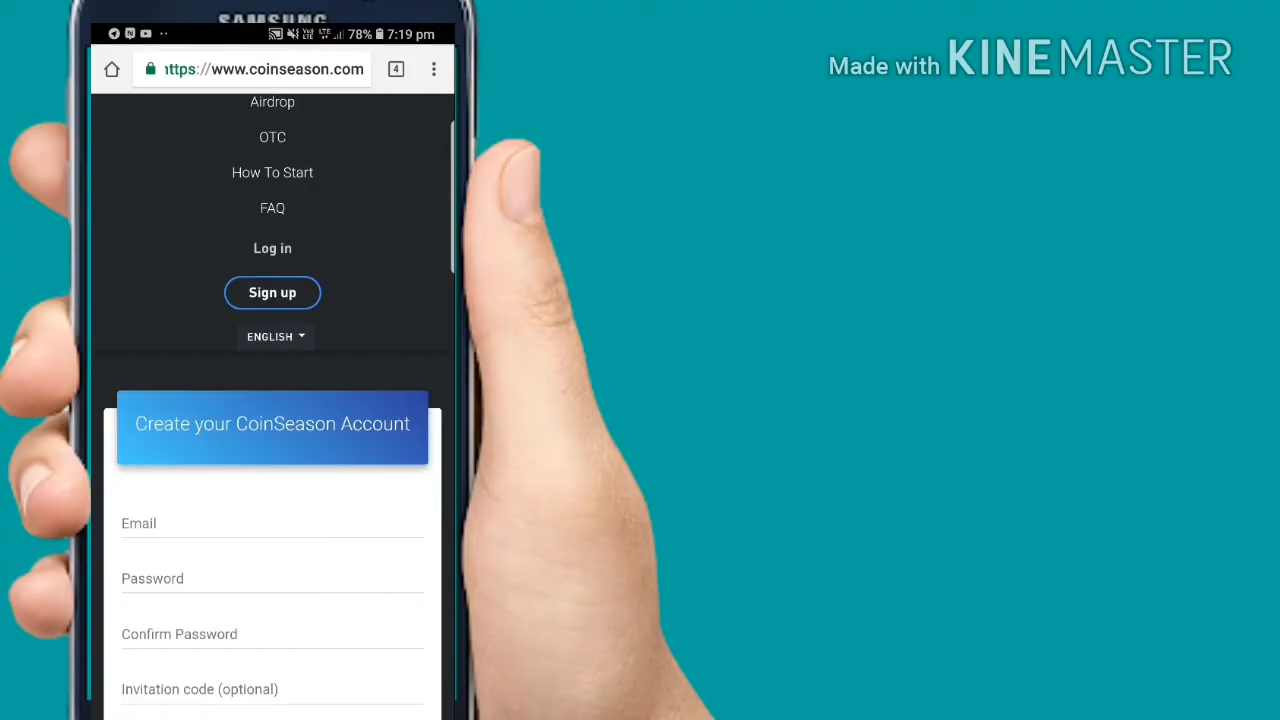 SAMSUNG
78% 7:19 pm
https://www.coinseason.com
4
Airdrop
OTC
How To Start
FAQ
Log in
Sign up
ENGLISH
Create your CoinSeason Account
Email
Password
Confirm Password
Invitation code (optional)
Made with KINEMASTER